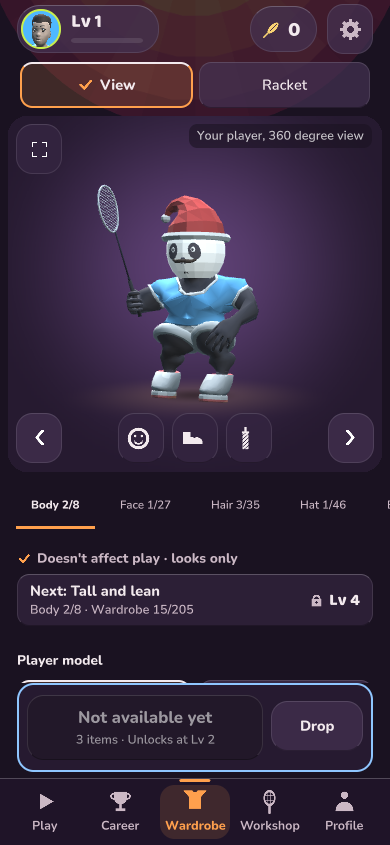 Lv 1
0
View
Racket
Your player, 360 degree view
Body 2/8
Face 1/27
Hair 3/35
Hat 1/46
Doesn't affect play · looks only
Next: Tall and lean
Body 2/8 · Wardrobe 15/205
Lv 4
Player model
Not available yet
3 items · Unlocks at Lv 2
Drop
Play
Career
Wardrobe
Workshop
Profile